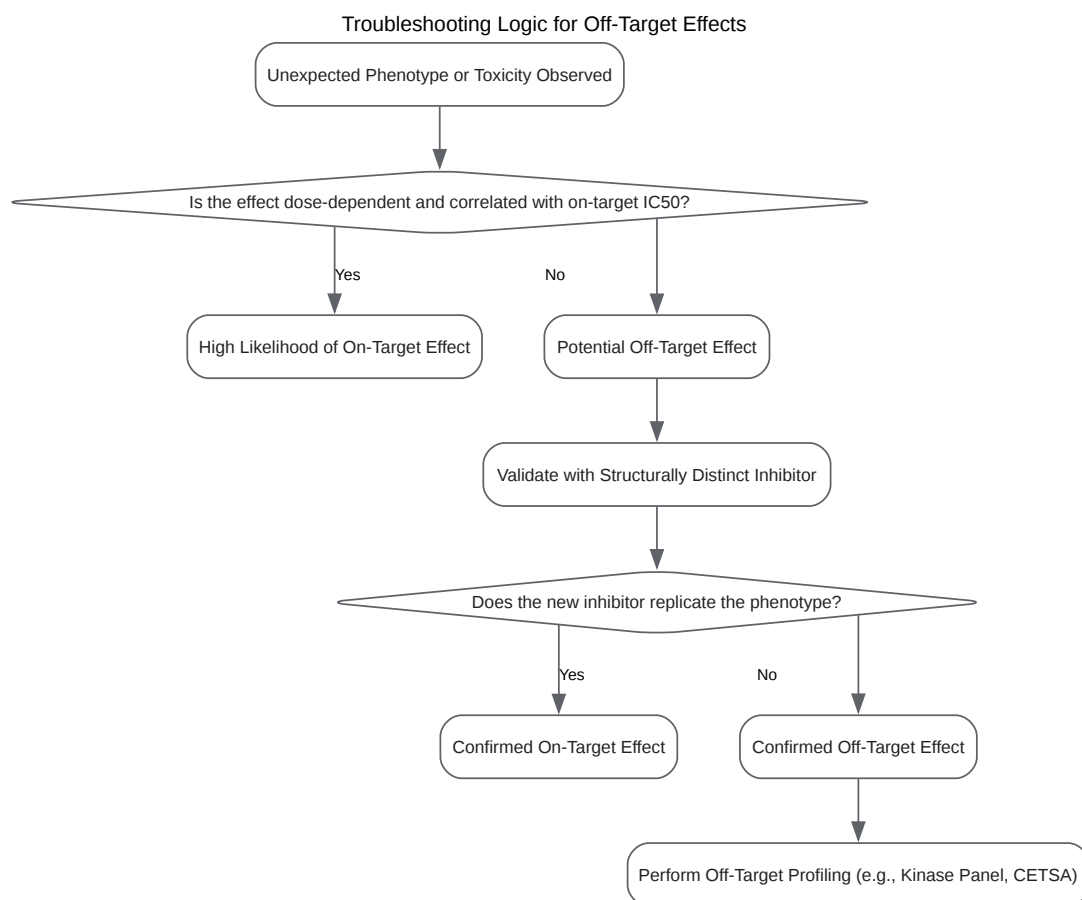 Troubleshooting Logic for Off-Target Effects
Unexpected Phenotype or Toxicity Observed
Is the effect dose-dependent and correlated with on-target IC50?
Yes
No
High Likelihood of On-Target Effect
Potential Off-Target Effect
Validate with Structurally Distinct Inhibitor
Does the new inhibitor replicate the phenotype?
Yes
No
Confirmed On-Target Effect
Confirmed Off-Target Effect
Perform Off-Target Profiling (e.g., Kinase Panel, CETSA)